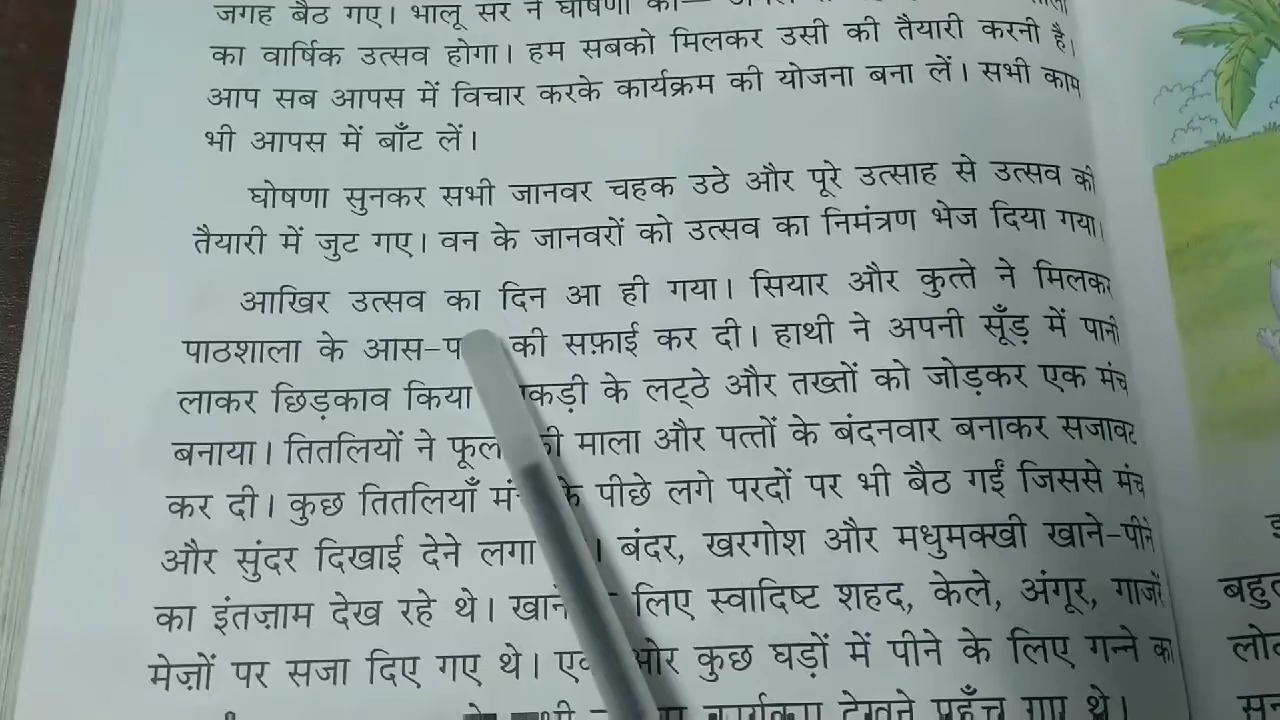 जगह बैठ गए। भालू सर ने घोषणा की—
का वार्षिक उत्सव होगा। हम सबको मिलकर उसी की तैयारी करनी है।
आप सब आपस में विचार करके कार्यक्रम की योजना बना लें। सभी काम
भी आपस में बाँट लें।
घोषणा सुनकर सभी जानवर चहक उठे और पूरे उत्साह से उत्सव की
तैयारी में जुट गए। वन के जानवरों को उत्सव का निमंत्रण भेज दिया गया।
आखिर उत्सव का दिन आ ही गया। सियार और कुत्ते ने मिलकर
पाठशाला के आस- की सफ़ाई कर दी। हाथी ने अपनी सूँड़ में पानी
लाकर छिड़काव किया के लट्ठे और तख्तों को जोड़कर एक मंच
बनाया। तितलियों ने माला और पत्तों के बंदनवार बनाकर सजावट
कर दी। कुछ तितलियाँ के पीछे लगे परदों पर भी बैठ गईं जिससे मंच
और सुंदर दिखाई देने लगा । बंदर, खरगोश और मधुमक्खी खाने-पीने
का इंतज़ाम देख रहे थे। लिए स्वादिष्ट शहद, केले, अंगूर, गाजरें
मेज़ों पर सजा दिए गए थे। ओर कुछ घड़ों में पीने के लिए गन्ने का
देखने पहुँच गए थे।